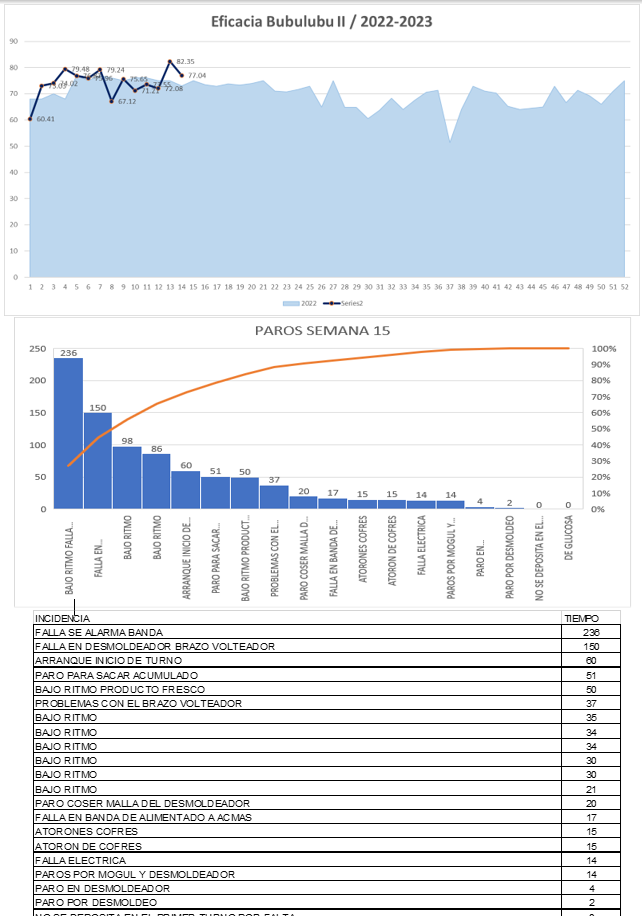 Eficacia Bubulubu II / 2022-2023
90
80
70
60
50
40
30
20
10
0
60.41
75.03
74.02
79.48
79.24
67.12
75.65
71.21
72.08
82.35
77.04
1 2 3 4 5 6 7 8 9 10 11 12 13 14 15 16 17 18 19 20 21 22 23 24 25 26 27 28 29 30 31 32 33 34 35 36 37 38 39 40 41 42 43 44 45 46 47 48 49 50 51 52
2022 Series2
PAROS SEMANA 15
250
200
150
100
50
0
236 150 98 86 60 51 50 37 20 17 15 15 14 14 4 2 0 0
100%
90%
80%
70%
60%
50%
40%
30%
20%
10%
0%
BAJO RITMO FALLA...
FALLA EN...
BAJO RITMO
BAJO RITMO
ARRANQUE INICIO DE...
PARO PARA SACAR...
BAJO RITMO PRODUCT...
PROBLEMAS CON EL...
PARO COSER MALLA D...
FALLA EN BANDA DE...
ATORONES COFRES
ATORON DE COFRES
FALLA ELECTRICA
PAROS POR MOGUL Y...
PARO EN...
PARO POR DESMOLDEO
NO SE DEPOSITA EN EL...
DE GLUCOSA
INCIDENCIA TIEMPO
FALLA SE ALARMA BANDA 236
FALLA EN DESMOLDEADOR BRAZO VOLTEADOR 150
ARRANQUE INICIO DE TURNO 60
PARO PARA SACAR ACUMULADO 51
BAJO RITMO PRODUCTO FRESCO 50
PROBLEMAS CON EL BRAZO VOLTEADOR 37
BAJO RITMO 35
BAJO RITMO 34
BAJO RITMO 34
BAJO RITMO 30
BAJO RITMO 30
BAJO RITMO 21
PARO COSER MALLA DEL DESMOLDEADOR 20
FALLA EN BANDA DE ALIMENTADO A ACMAS 17
ATORONES COFRES 15
ATORON DE COFRES 15
FALLA ELECTRICA 14
PAROS POR MOGUL Y DESMOLDEADOR 14
PARO EN DESMOLDEADOR 4
PARO POR DESMOLDEO 2
NO SE DEPOSITA EN EL PRIMER TURNO POR FALTA